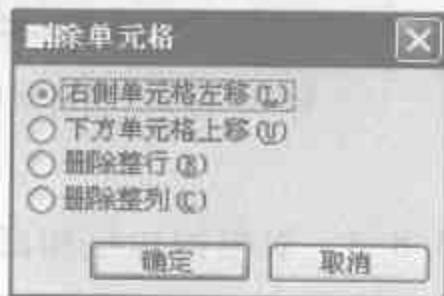 删除单元格
右侧单元格左移(L)
下方单元格上移(U)
删除整行(R)
删除整列(C)
确定
取消